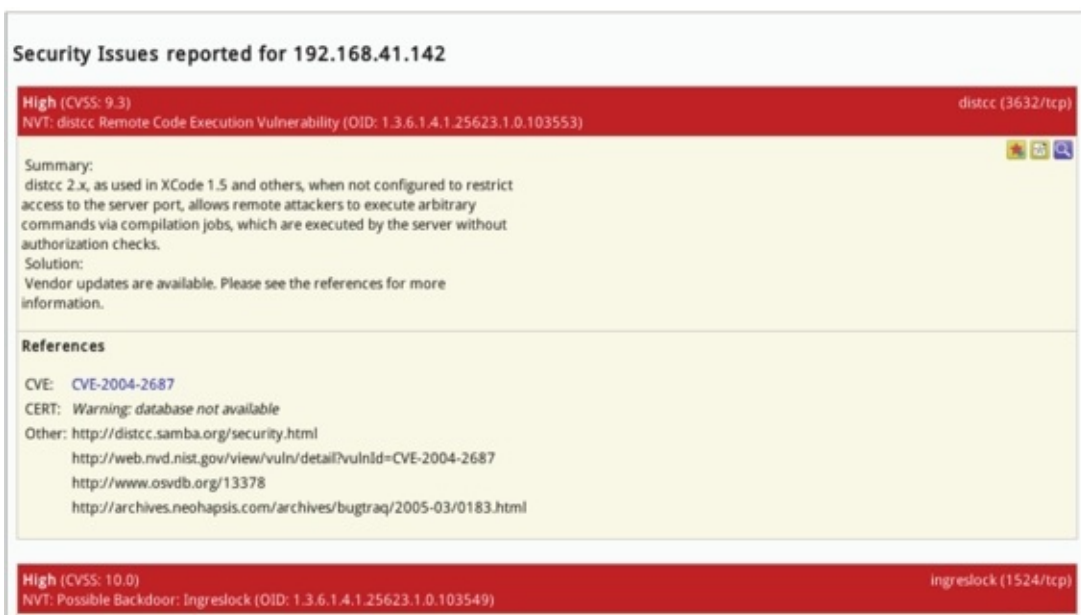 Security Issues reported for 192.168.41.142
High (CVSS: 9.3)
distcc (3632/tcp)
NVT: distcc Remote Code Execution Vulnerability (OID: 1.3.6.1.4.1.25623.1.0.103553)
Summary:
distcc 2.x, as used in XCode 1.5 and others, when not configured to restrict
access to the server port, allows remote attackers to execute arbitrary
commands via compilation jobs, which are executed by the server without
authorization checks.
Solution:
Vendor updates are available. Please see the references for more
information.
References
CVE: CVE-2004-2687
CERT: Warning: database not available
Other: http://distcc.samba.org/security.html
http://web.nvd.nist.gov/view/vuln/detail?vulnId=CVE-2004-2687
http://www.osvdb.org/13378
http://archives.neohapsis.com/archives/bugtraq/2005-03/0183.html
High (CVSS: 10.0)
ingreslock (1524/tcp)
NVT: Possible Backdoor: Ingreslock (OID: 1.3.6.1.4.1.25623.1.0.103549)